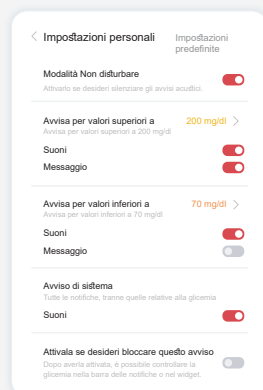 Impostazioni personali
Impostazioni
predefinite
Modalità Non disturbare
Attivarlo se desideri silenziare gli avvisi acustici.
Avvisa per valori superiori a 200 mg/dl
Avvisa per valori superiori a 200 mg/dl
Suoni
Messaggio
Avvisa per valori inferiori a 70 mg/dl
Avvisa per valori inferiori a 70 mg/dl
Suoni
Messaggio
Avviso di sistema
Tutte le notifiche, tranne quelle relative alla glicemia
Suoni
Attivala se desideri bloccare questo avviso
Dopo averla attivata, è possibile controllare la
glicemia nella barra delle notifiche o nel widget.